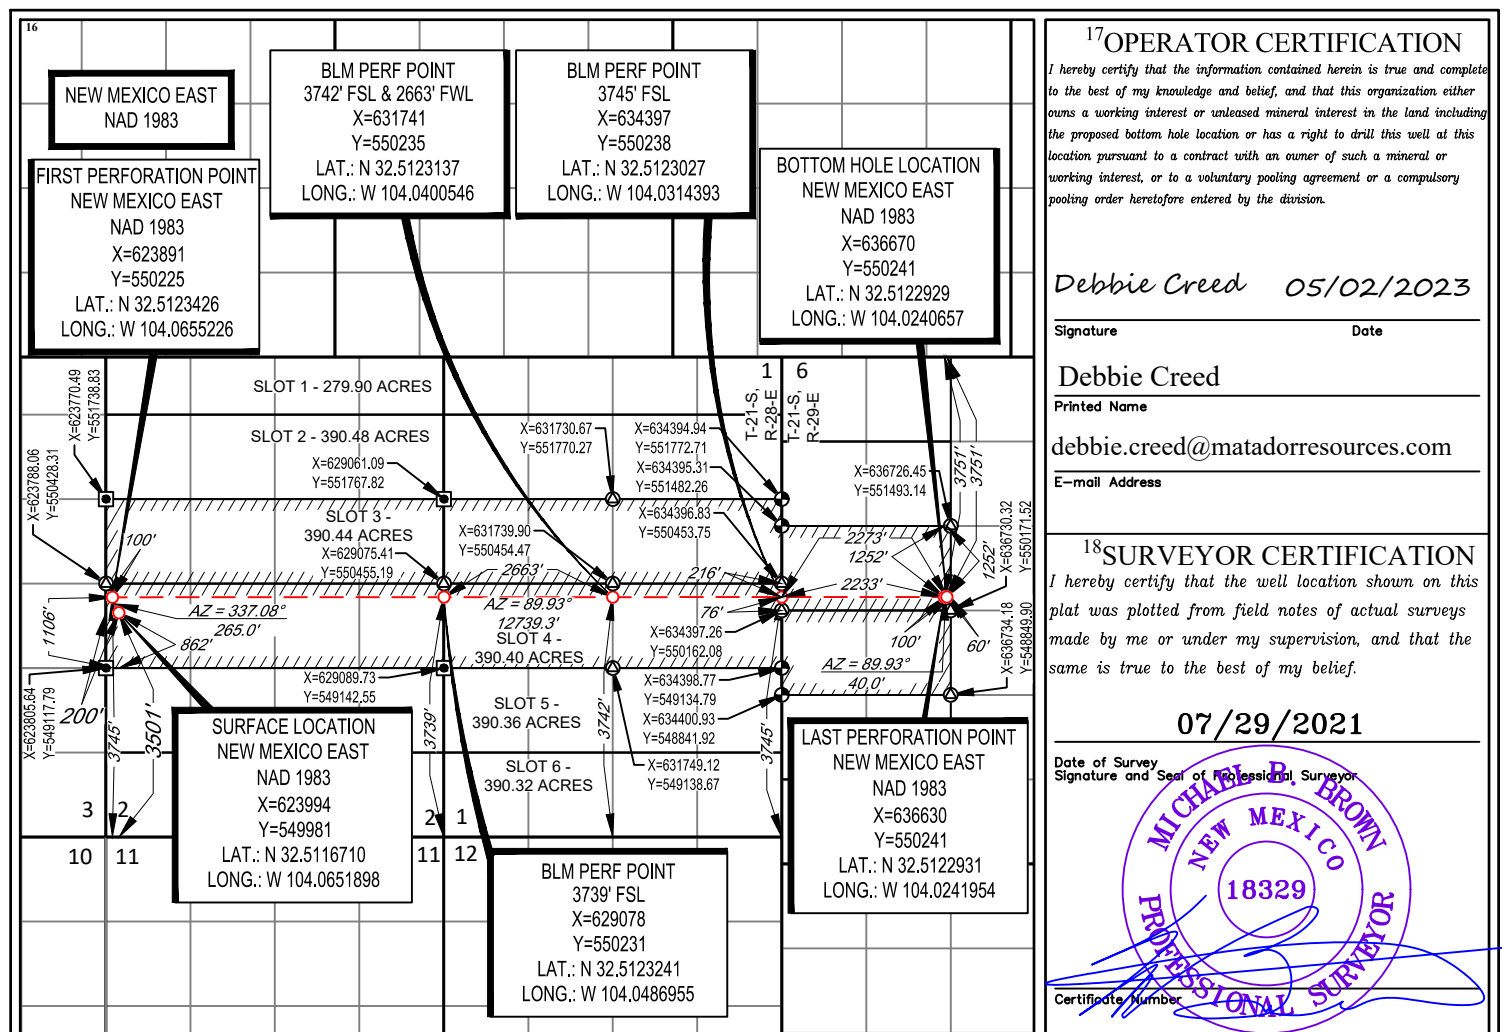 16
NEW MEXICO EAST
NAD 1983
FIRST PERFORATION POINT
NEW MEXICO EAST
NAD 1983
X=623891
Y=550225
LAT.: N 32.5123426
LONG.: W 104.0655226
BLM PERF POINT
3742' FSL & 2663' FWL
X=631741
Y=550235
LAT.: N 32.5123137
LONG.: W 104.0400546
BLM PERF POINT
3745' FSL
X=634397
Y=550238
LAT.: N 32.5123027
LONG.: W 104.0314393
BOTTOM HOLE LOCATION
NEW MEXICO EAST
NAD 1983
X=636670
Y=550241
LAT.: N 32.5122929
LONG.: W 104.0240657
SLOT 1 - 279.90 ACRES
SLOT 2 - 390.48 ACRES
SLOT 3 -
390.44 ACRES
SLOT 4 -
390.40 ACRES
SLOT 5 -
390.36 ACRES
SLOT 6 -
390.32 ACRES
X=623770.49
Y=551738.83
X=623788.06
Y=550428.31
X=623805.64
Y=549117.79
X=629061.09
Y=551767.82
X=629075.41
Y=550455.19
X=629089.73
Y=549142.55
X=631730.67
Y=551770.27
X=631739.90
Y=550454.47
X=631749.12
Y=549138.67
X=634394.94
Y=551772.71
X=634395.31
Y=551482.26
X=634396.83
Y=550453.75
X=634397.26
Y=550162.08
X=634398.77
Y=549134.79
X=634400.93
Y=548841.92
X=636726.45
Y=551493.14
X=636730.32
Y=550171.52
X=636734.18
Y=548849.90
1 6
T-21-S,
R-28-E
T-21-S,
R-29-E
3751'
3751'
100'
2273'
1252'
1252'
2663'
216'
2233'
AZ = 337.08°
265.0'
AZ = 89.93°
12739.3'
76'
1106'
862'
100'
60'
AZ = 89.93°
40.0'
200'
3745'
3501'
3739'
3742'
3745'
3 2
2 1
10 11
11 12
SURFACE LOCATION
NEW MEXICO EAST
NAD 1983
X=623994
Y=549981
LAT.: N 32.5116710
LONG.: W 104.0651898
BLM PERF POINT
3739' FSL
X=629078
Y=550231
LAT.: N 32.5123241
LONG.: W 104.0486955
LAST PERFORATION POINT
NEW MEXICO EAST
NAD 1983
X=636630
Y=550241
LAT.: N 32.5122931
LONG.: W 104.0241954
17 OPERATOR CERTIFICATION
I hereby certify that the information contained herein is true and complete
to the best of my knowledge and belief, and that this organization either
owns a working interest or unleased mineral interest in the land including
the proposed bottom hole location or has a right to drill this well at this
location pursuant to a contract with an owner of such a mineral or
working interest, or to a voluntary pooling agreement or a compulsory
pooling order heretofore entered by the division.
Debbie Creed 05/02/2023
Signature Date
Debbie Creed
Printed Name
debbie.creed@matadorresources.com
E-mail Address
18 SURVEYOR CERTIFICATION
I hereby certify that the well location shown on this
plat was plotted from field notes of actual surveys
made by me or under my supervision, and that the
same is true to the best of my belief.
07/29/2021
Date of Survey
Signature and Seal of Professional Surveyor
MICHAEL B. BROWN
NEW MEXICO
18329
PROFESSIONAL SURVEYOR
Certificate Number